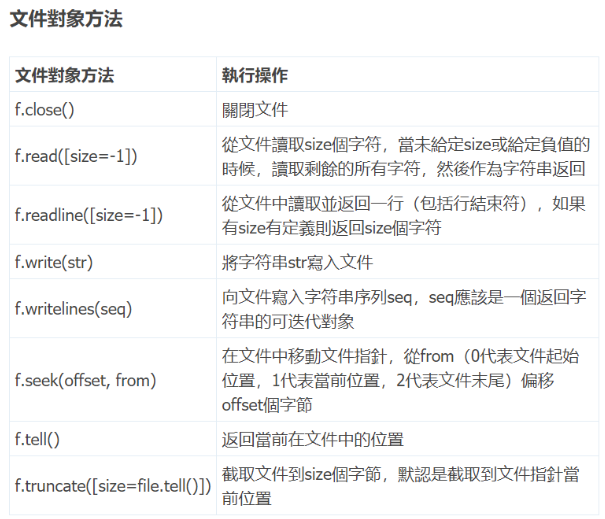 文件對象方法
文件對象方法 執行操作
f.close() 關閉文件
f.read([size=-1]) 從文件讀取size個字符，當未給定size或給定負值的
時候，讀取剩餘的所有字符，然後作為字符串返回
f.readline([size=-1]) 從文件中讀取並返回一行（包括行結束符），如果
有size有定義則返回size個字符
f.write(str) 將字符串str寫入文件
f.writelines(seq) 向文件寫入字符串序列seq，seq應該是一個返回字
符串的可迭代對象
f.seek(offset, from) 在文件中移動文件指針，從from（0代表文件起始
位置，1代表當前位置，2代表文件末尾）偏移
offset個字節
f.tell() 返回當前在文件中的位置
f.truncate([size=file.tell()]) 截取文件到size個字節，默認是截取到文件指針當
前位置